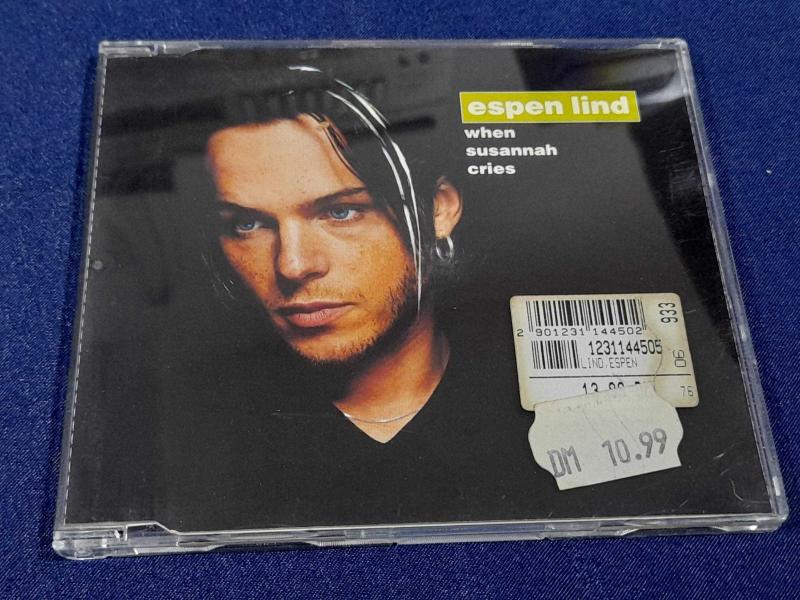 espen lind
when
susannah
cries
933
2 901231 144502
1231144505
LIND,ESPEN
06
76
DM 10.99